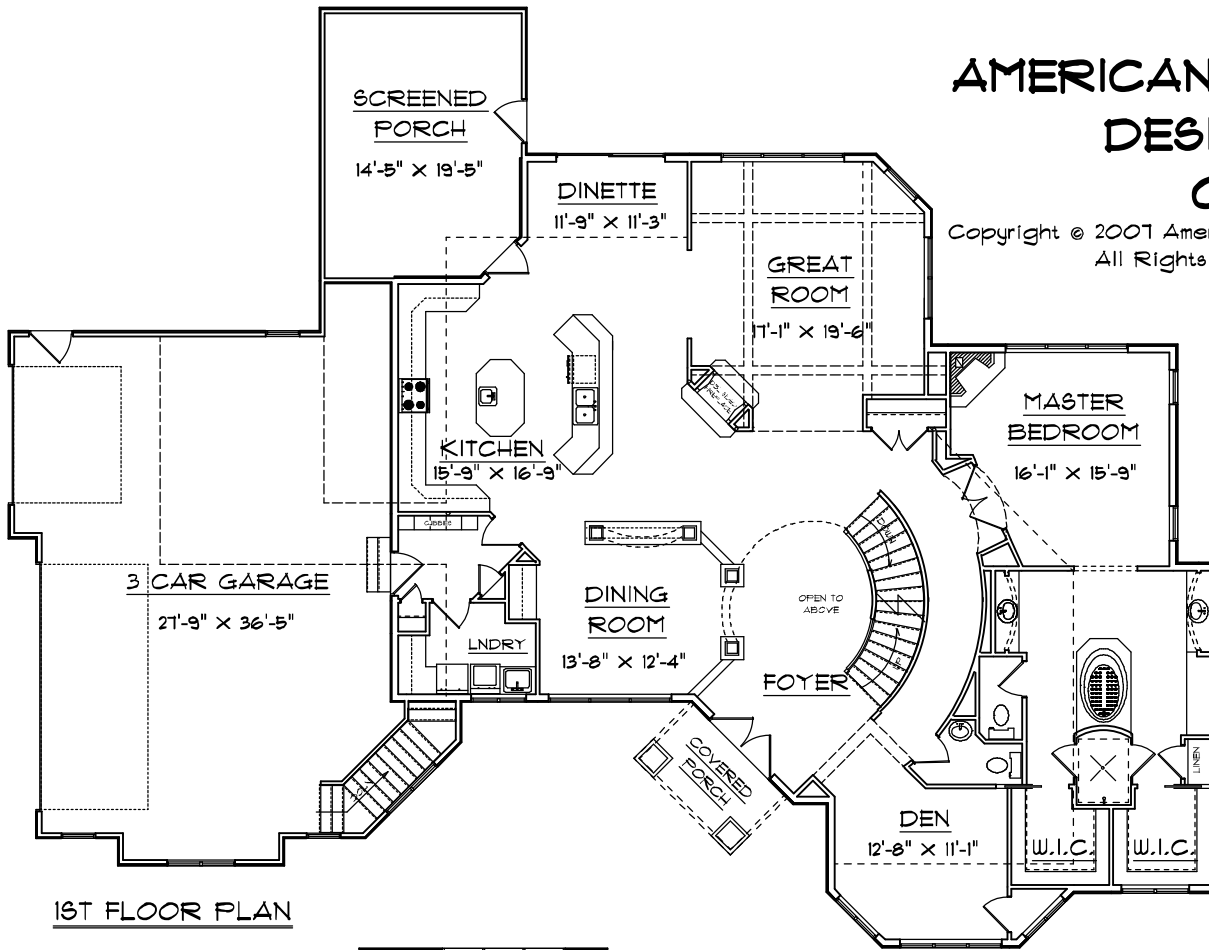 AMERICAN
DES
Copyright © 2007 Amer
All Rights
SCREENED
PORCH
14'-5" X 19'-5"
DINETTE
11'-9" X 11'-3"
GREAT
ROOM
17'-1" X 19'-6"
MASTER
BEDROOM
16'-1" X 15'-9"
KITCHEN
15'-9" X 16'-9"
CUBBIES
DOWN
3 CAR GARAGE
27'-9" X 36'-5"
DINING
ROOM
13'-8" X 12'-4"
OPEN TO
ABOVE
LNDRY
UP
FOYER
COVERED
PORCH
LINEN
DEN
12'-8" X 11'-1"
W.I.C.
W.I.C.
1ST FLOOR PLAN